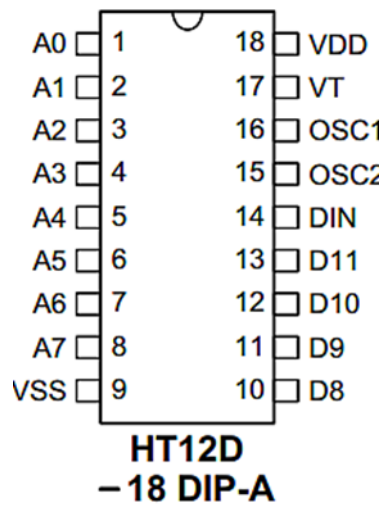 A0 1 18 VDD
A1 2 17 VT
A2 3 16 OSC1
A3 4 15 OSC2
A4 5 14 DIN
A5 6 13 D11
A6 7 12 D10
A7 8 11 D9
VSS 9 10 D8
HT12D
– 18 DIP-A